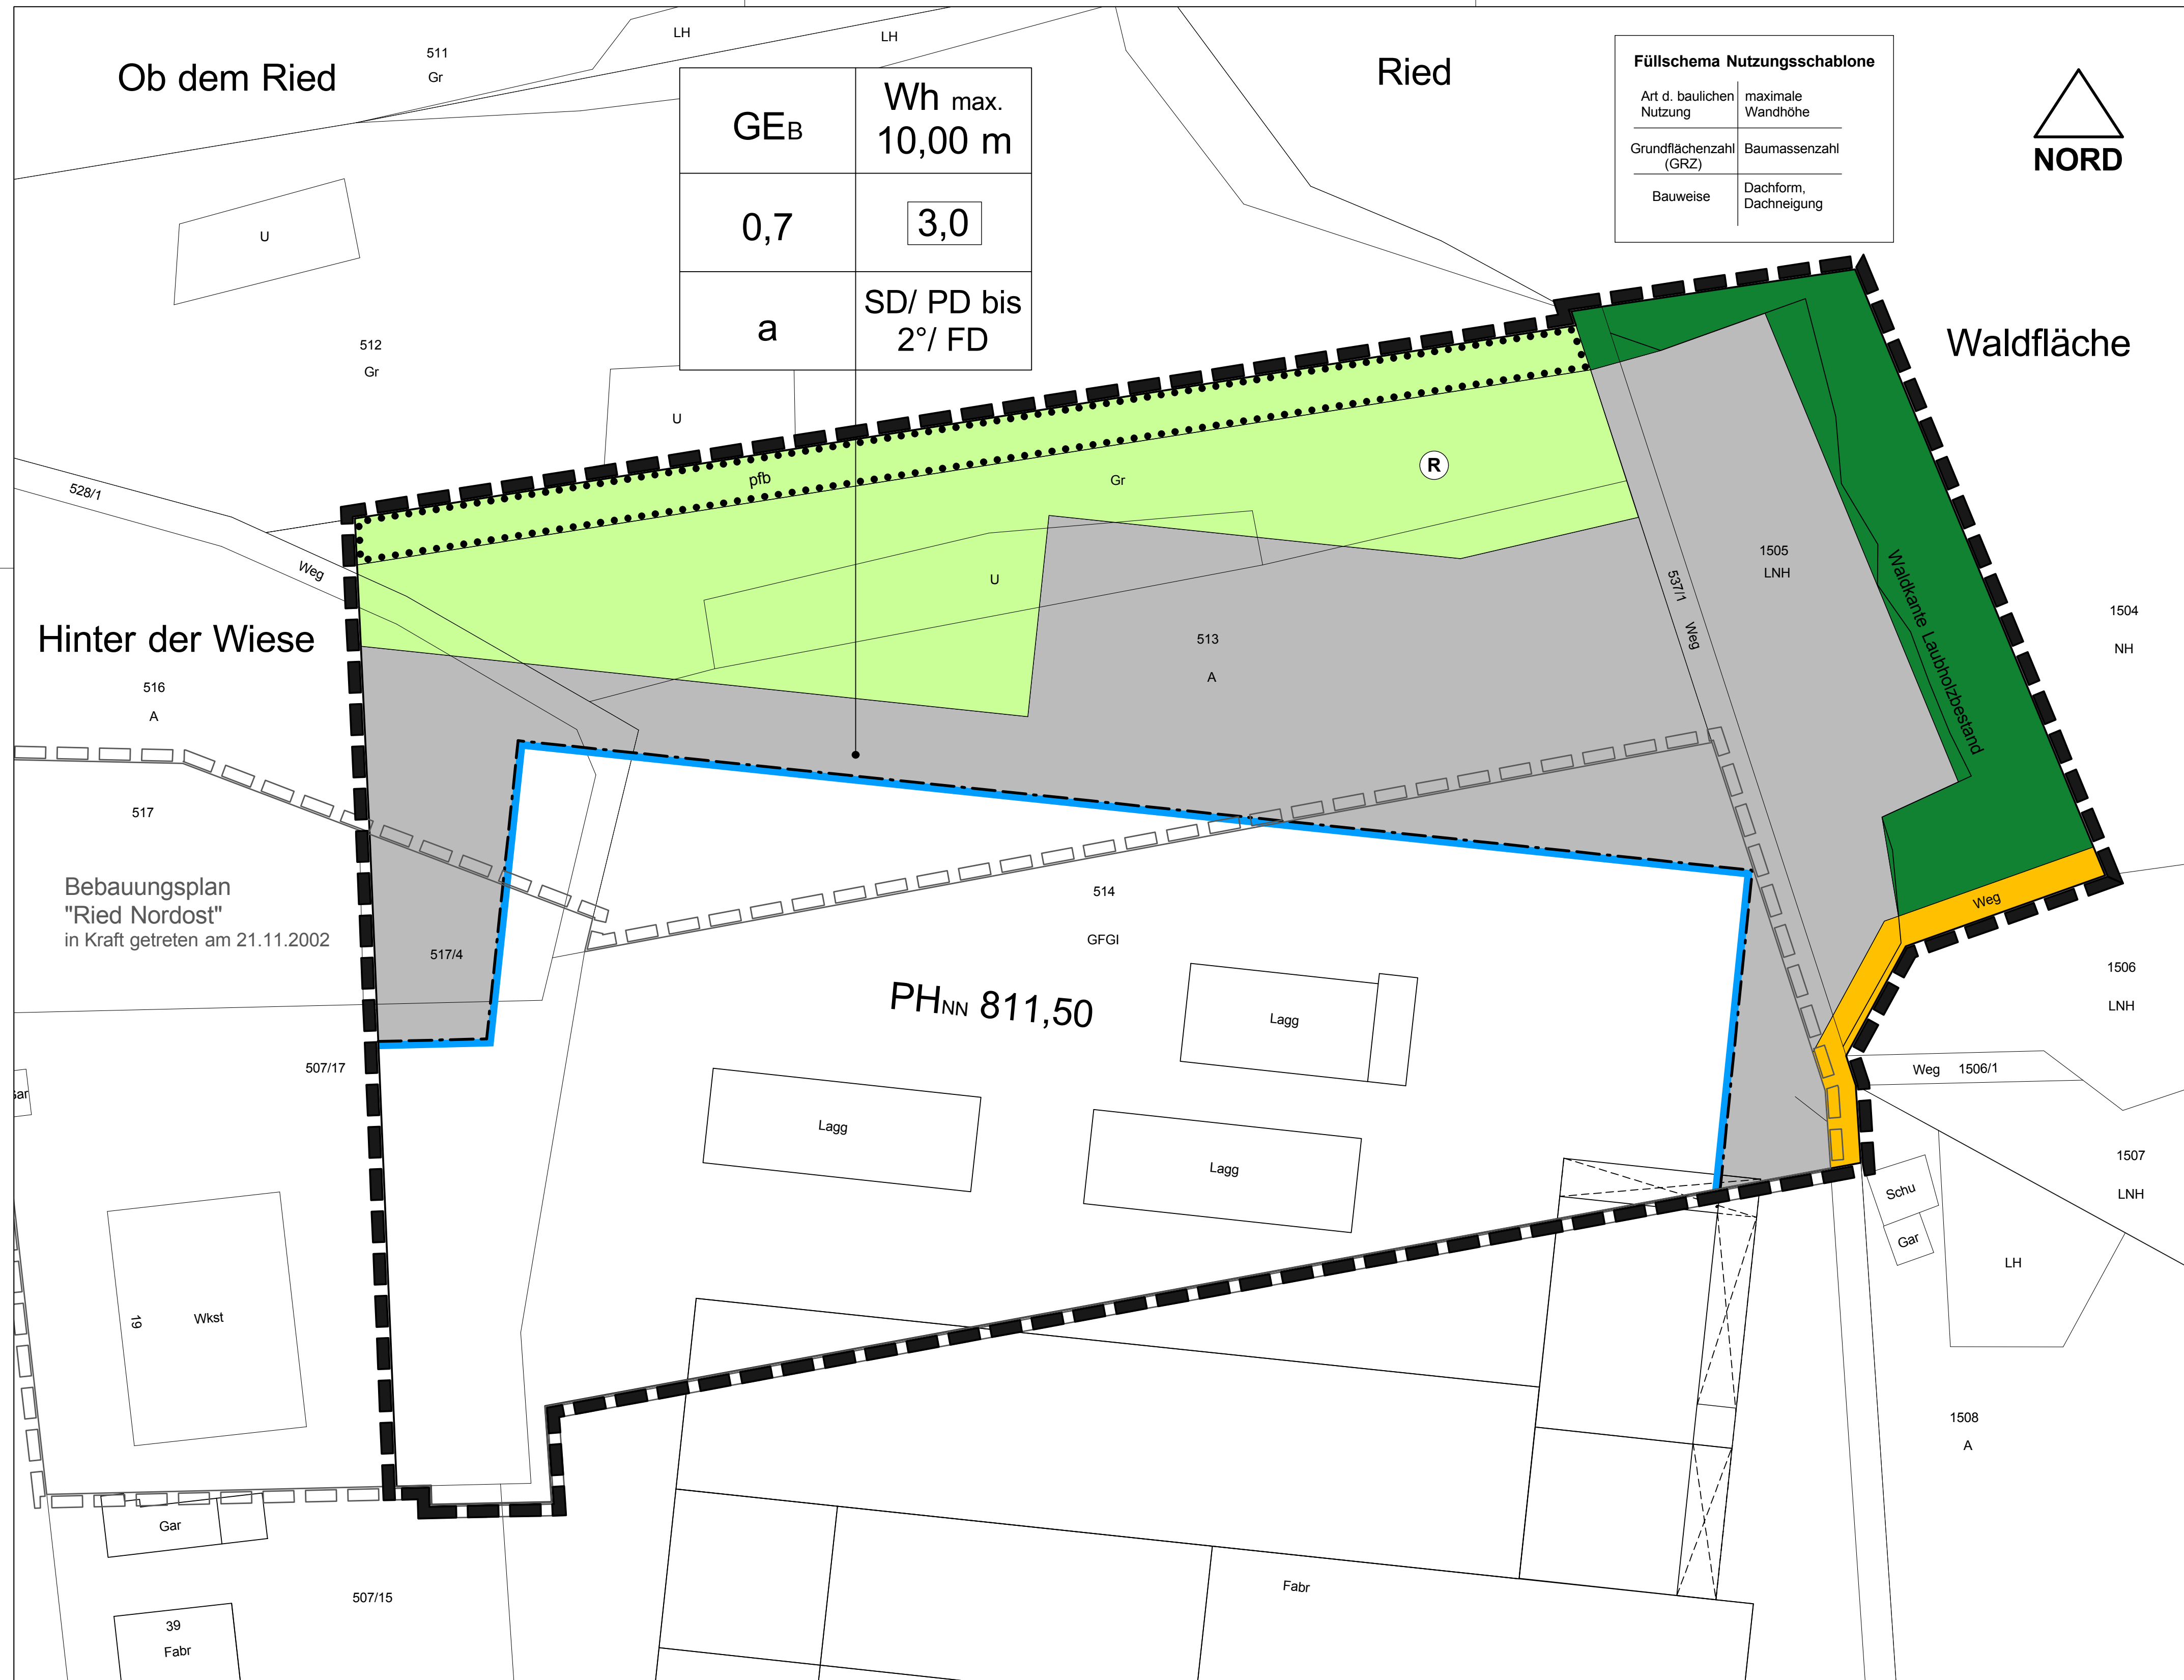 Ob dem Ried
511
Gr
LH
LH
Ried
Füllschema Nutzungsschablone
Art d. baulichen Nutzung
maximale Wandhöhe
Grundflächenzahl (GRZ)
Baumassenzahl
Bauweise
Dachform, Dachneigung
NORD
GEB
Wh max.
10,00 m
0,7
3,0
a
SD/ PD bis
2°/ FD
U
512
Gr
U
Waldfläche
528/1
Weg
pfb
Gr
R
U
1505
LNH
537/1
Weg
Waldkante Laubholzbestand
1504
NH
Hinter der Wiese
516
A
513
A
517
Bebauungsplan
"Ried Nordost"
in Kraft getreten am 21.11.2002
517/4
514
GFGI
Weg
PHNN 811,50
1506
LNH
507/17
Lagg
Lagg
Lagg
Weg 1506/1
1507
LNH
Schu
Gar
LH
19
Wkst
1508
A
Gar
507/15
39
Fabr
Fabr